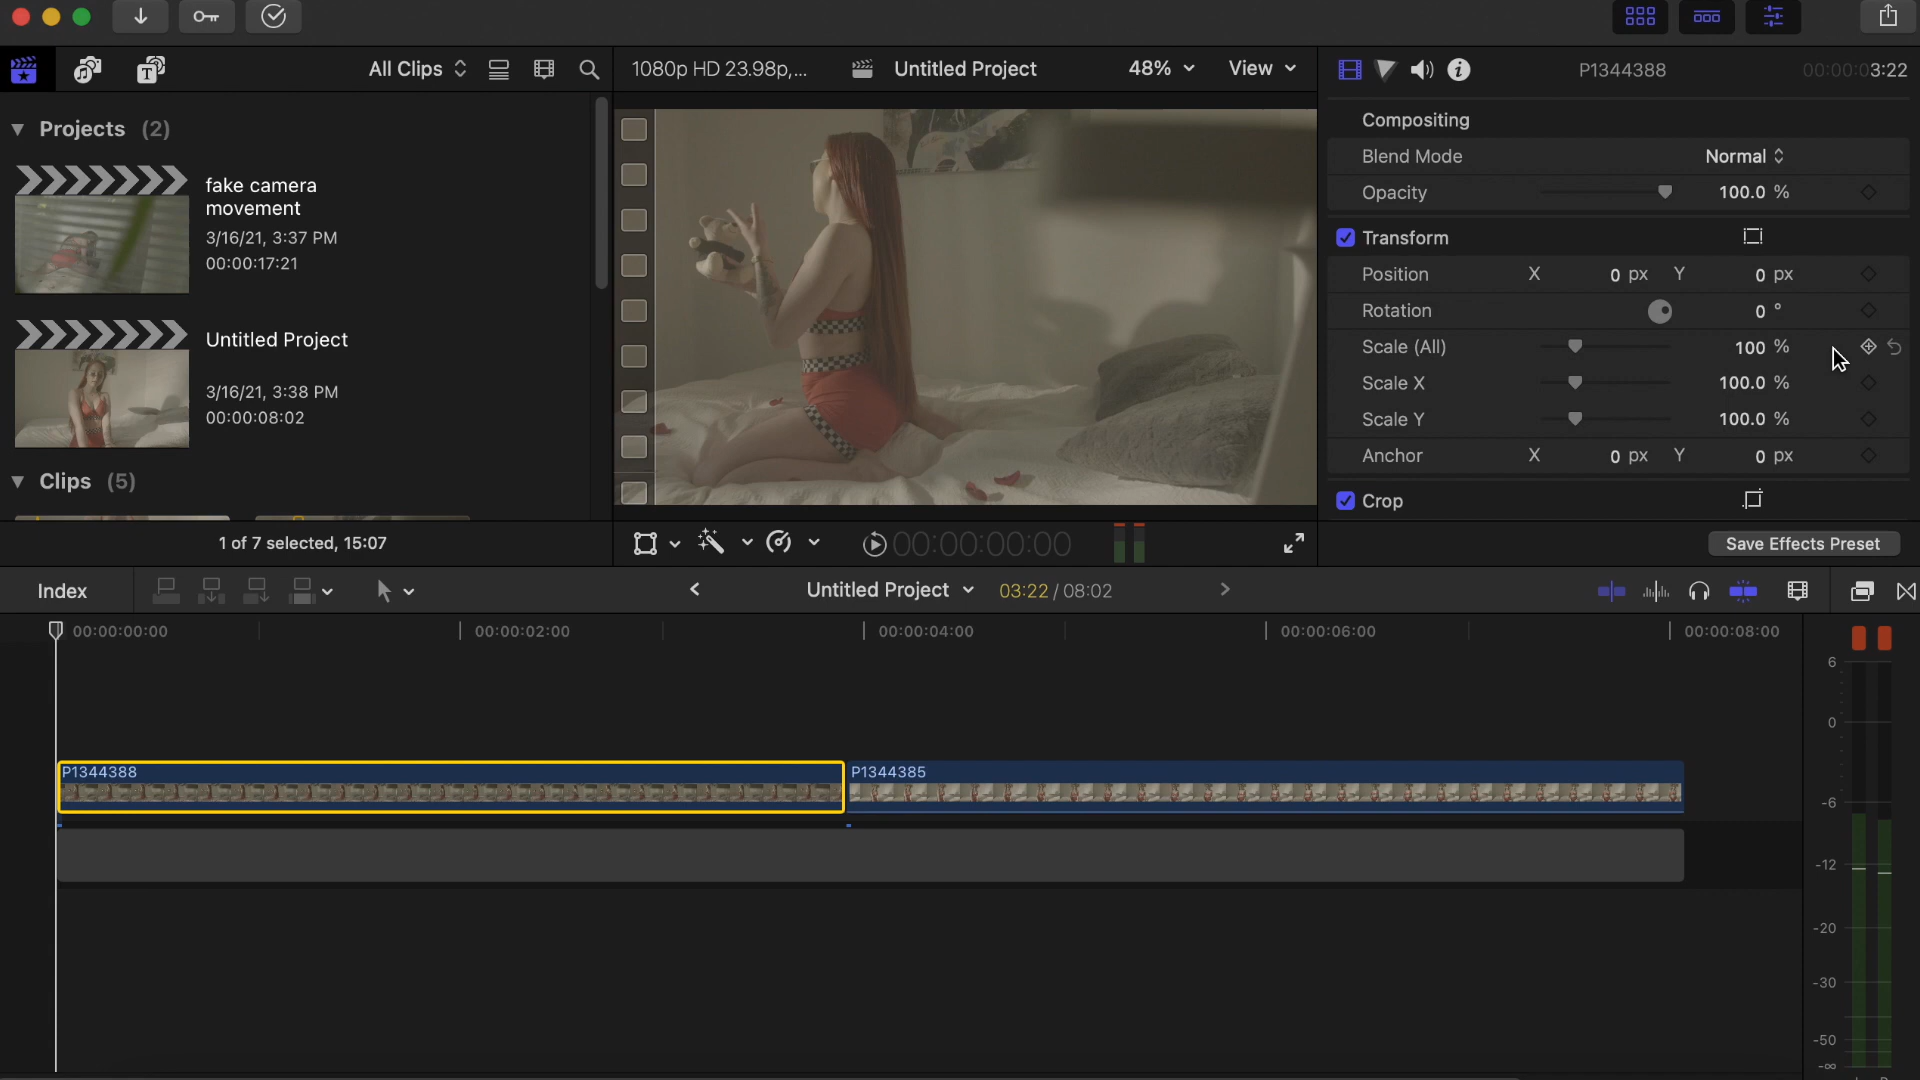 All Clips
1080p HD 23.98p,...
Untitled Project
48%
View
P1344388
00:00:03:22
Projects (2)
fake camera
movement
3/16/21, 3:37 PM
00:00:17:21
Untitled Project
3/16/21, 3:38 PM
00:00:08:02
Clips (5)
1 of 7 selected, 15:07
Compositing
Blend Mode Normal
Opacity 100.0 %
Transform
Position X 0 px Y 0 px
Rotation 0 °
Scale (All) 100 %
Scale X 100.0 %
Scale Y 100.0 %
Anchor X 0 px Y 0 px
Crop
00:00:00:00
Save Effects Preset
Index
Untitled Project
03:22 / 08:02
00:00:00:00
00:00:02:00
00:00:04:00
00:00:06:00
00:00:08:00
P1344388
P1344385
6
0
-6
-12
-20
-30
-50
-∞